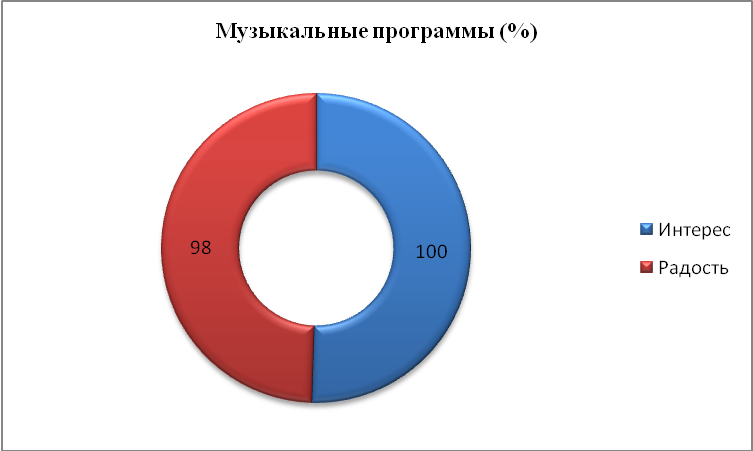 Музыкальные программы (%)
98
100
Интерес
Радость